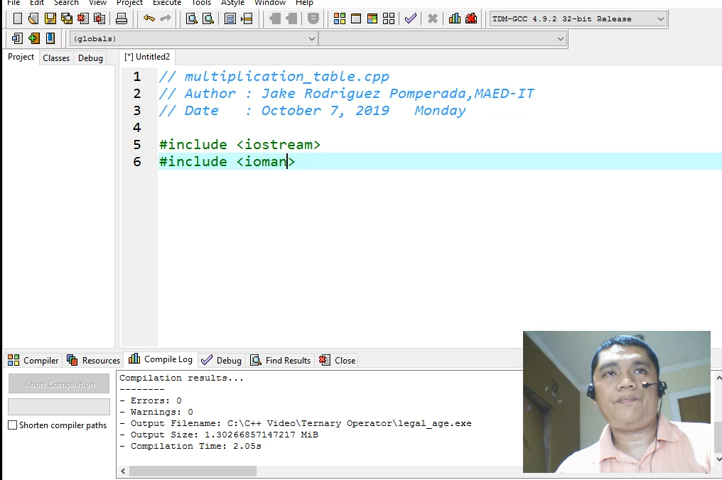 File Edit Search View Project Execute Tools AStyle Window Help
TDM-GCC 4.9.2 32-bit Release
(globals)
Project Classes Debug
[*] Untitled2
1 // multiplication_table.cpp
2 // Author : Jake Rodriguez Pomperada,MAED-IT
3 // Date : October 7, 2019 Monday
4
5 #include <iostream>
6 #include <ioman>
Compiler Resources Compile Log Debug Find Results Close
Abort Compilation
Shorten compiler paths
Compilation results...
--------
- Errors: 0
- Warnings: 0
- Output Filename: C:\C++ Video\Ternary Operator\legal_age.exe
- Output Size: 1.30266857147217 MiB
- Compilation Time: 2.05s